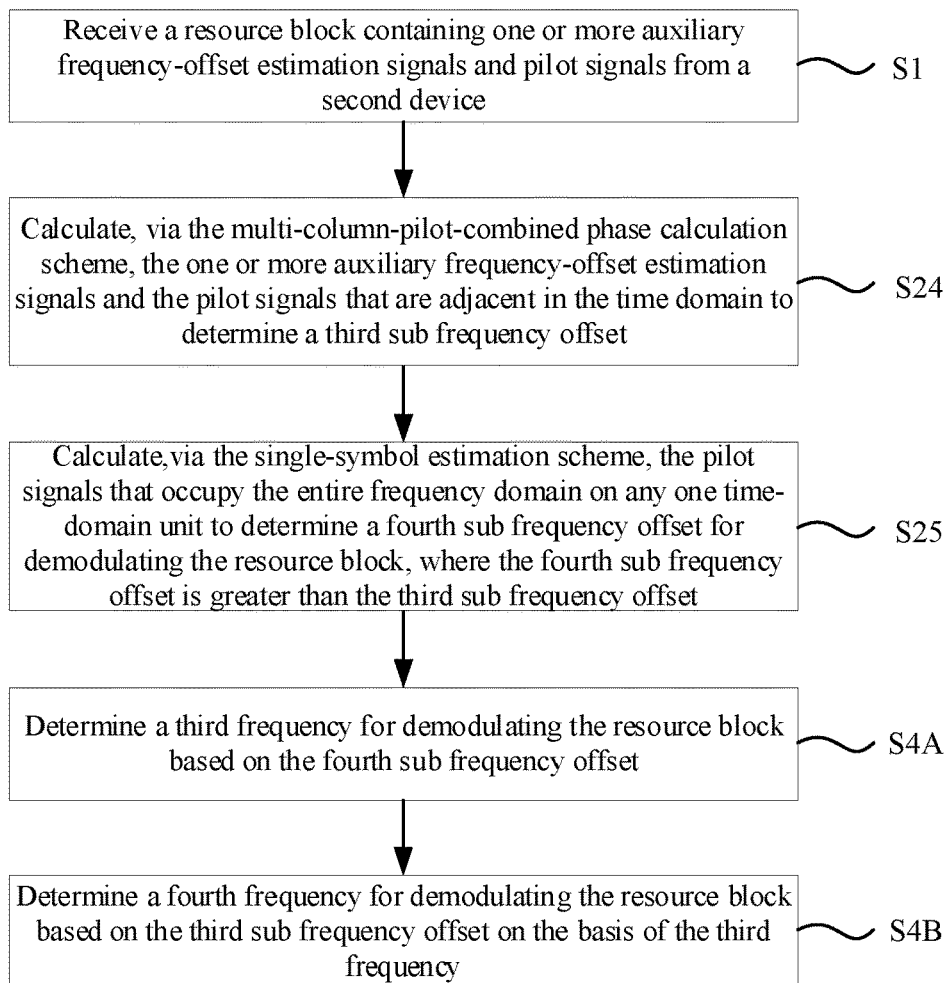 Receive a resource block containing one or more auxiliary
frequency-offset estimation signals and pilot signals from a
second device
S1
Calculate, via the multi-column-pilot-combined phase calculation
scheme, the one or more auxiliary frequency-offset estimation
signals and the pilot signals that are adjacent in the time domain to
determine a third sub frequency offset
S24
Calculate,via the single-symbol estimation scheme, the pilot
signals that occupy the entire frequency domain on any one time-
domain unit to determine a fourth sub frequency offset for
demodulating the resource block, where the fourth sub frequency
offset is greater than the third sub frequency offset
S25
Determine a third frequency for demodulating the resource block
based on the fourth sub frequency offset
S4A
Determine a fourth frequency for demodulating the resource block
based on the third sub frequency offset on the basis of the third
frequency
S4B